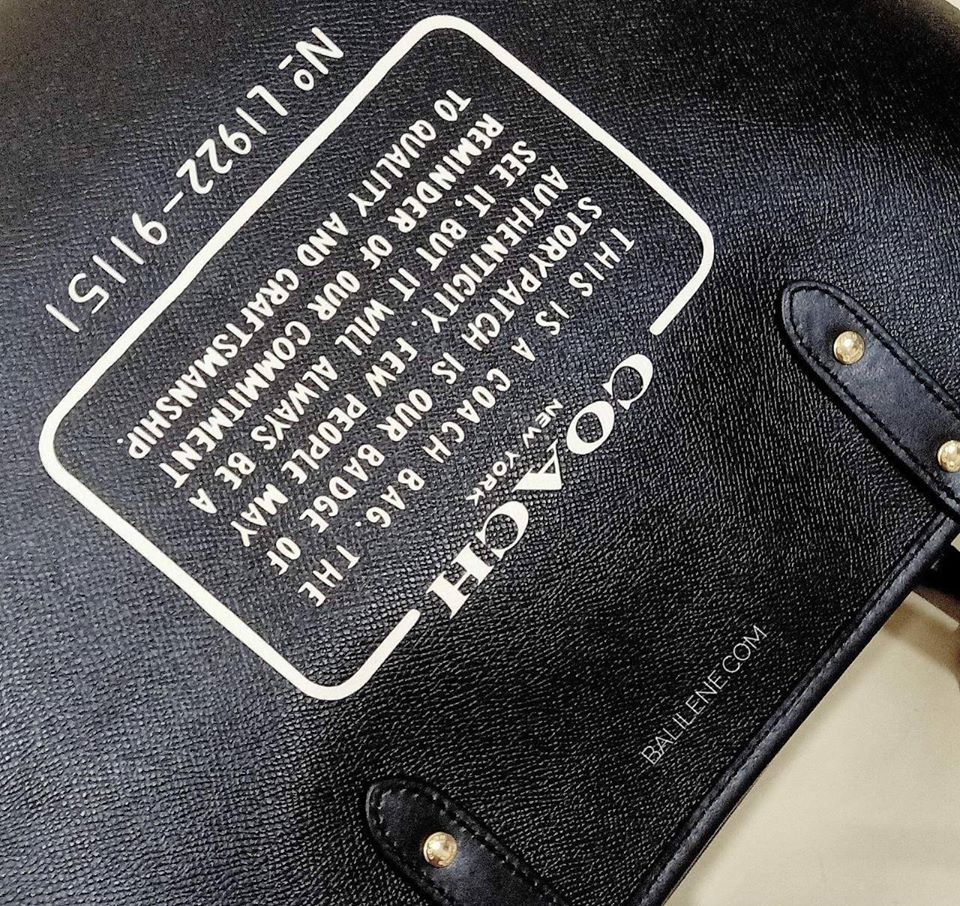 COACH
NEW YORK
THIS IS A COACH BAG. THE
STORYPATCH IS OUR BADGE OF
AUTHENTICITY. FEW PEOPLE MAY
SEE IT, BUT IT WILL ALWAYS BE A
REMINDER OF OUR COMMITMENT
TO QUALITY AND CRAFTSMANSHIP.
Nº L1922-91151
BALILENE.COM